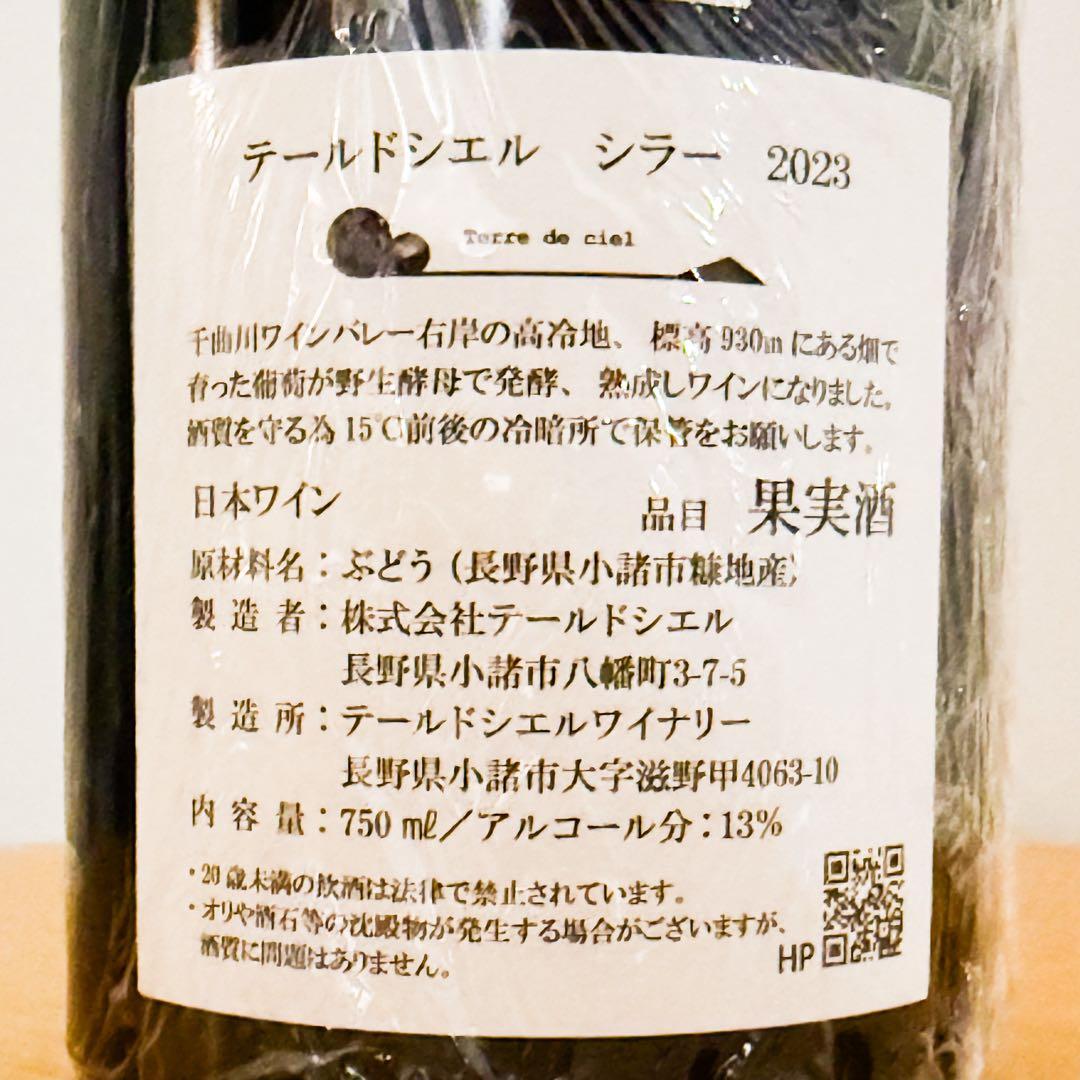 テールドシエル シラー 2023
Terre de ciel
千曲川ワインバレー右岸の高冷地、標高930mにある畑で
育った葡萄が野生酵母で発酵、熟成しワインになりました。
酒質を守る為15℃前後の冷暗所で保管をお願いします。
日本ワイン 品目 果実酒
原材料名：ぶどう（長野県小諸市糠地産）
製造者：株式会社テールドシエル
長野県小諸市八幡町3-7-5
製造所：テールドシエルワイナリー
長野県小諸市大字滋野甲4063-10
内容量：750㎖／アルコール分：13%
・20歳未満の飲酒は法律で禁止されています。
・オリや酒石等の沈殿物が発生する場合がございますが、
酒質に問題はありません。
HP